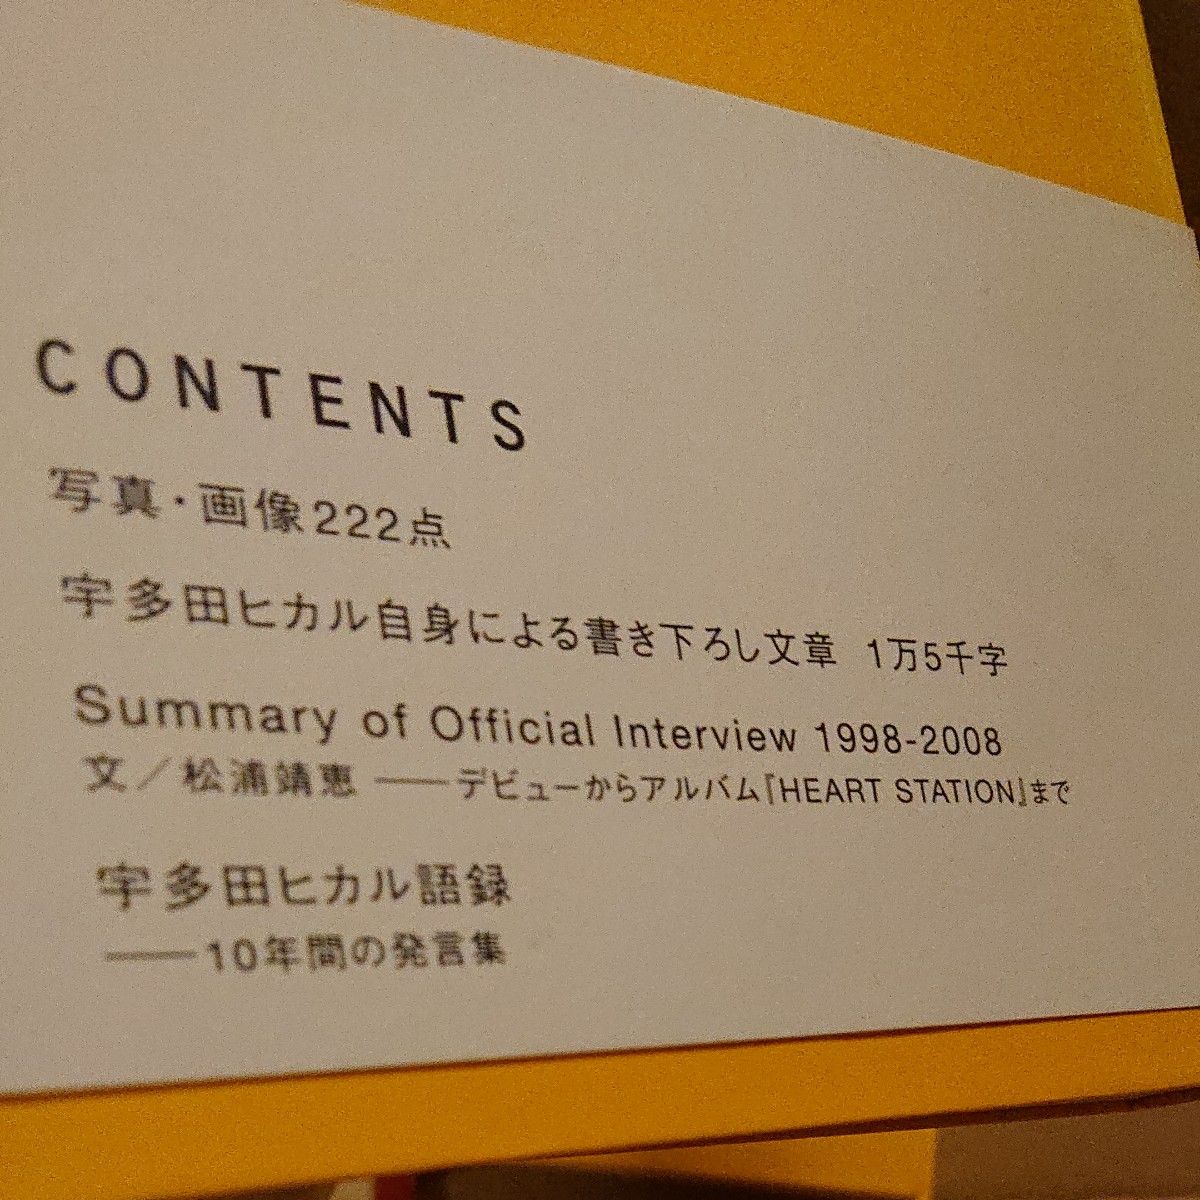 CONTENTS
写真・画像222点
宇多田ヒカル自身による書き下ろし文章 1万5千字
Summary of Official Interview 1998-2008
文／松浦靖恵 ――デビューからアルバム『HEART STATION』まで
宇多田ヒカル語録
――10年間の発言集